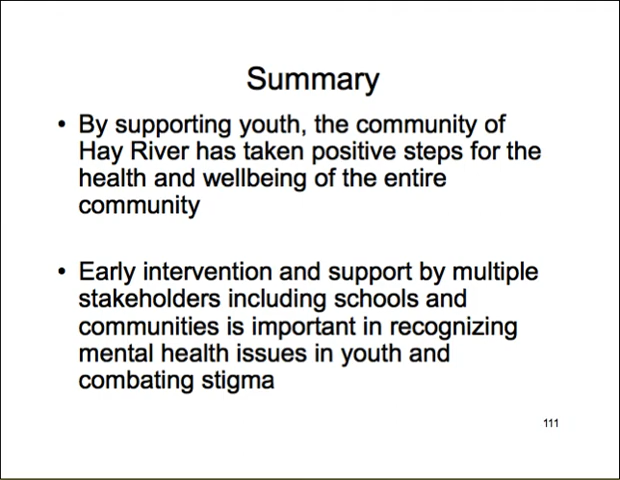 Summary
• By supporting youth, the community of
Hay River has taken positive steps for the
health and wellbeing of the entire
community
• Early intervention and support by multiple
stakeholders including schools and
communities is important in recognizing
mental health issues in youth and
combating stigma
111